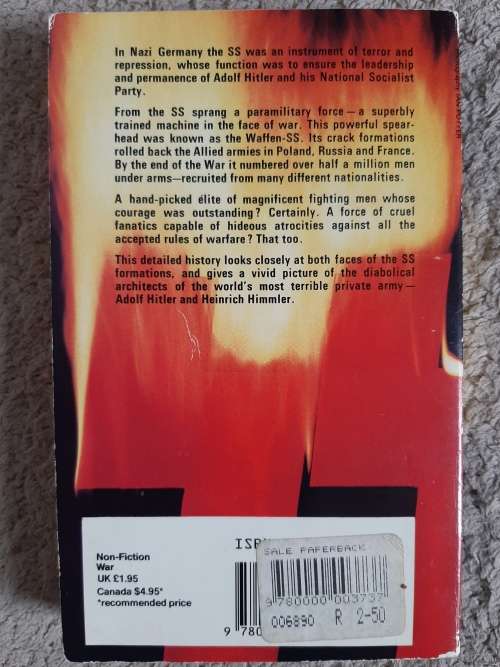 In Nazi Germany the SS was an instrument of terror and
repression, whose function was to ensure the leadership
and permanence of Adolf Hitler and his National Socialist
Party.
From the SS sprang a paramilitary force — a superbly
trained machine in the face of war. This powerful spear-
head was known as the Waffen-SS. Its crack formations
rolled back the Allied armies in Poland, Russia and France.
By the end of the War it numbered over half a million men
under arms—recruited from many different nationalities.
A hand-picked élite of magnificent fighting men whose
courage was outstanding? Certainly. A force of cruel
fanatics capable of hideous atrocities against all the
accepted rules of warfare? That too.
This detailed history looks closely at both faces of the SS
formations, and gives a vivid picture of the diabolical
architects of the world's most terrible private army—
Adolf Hitler and Heinrich Himmler.
Non-Fiction
War
UK £1.95
Canada $4.95*
*recommended price
9 780
SALE PAPERBACK
9 780000 003737
006890 R 2-50